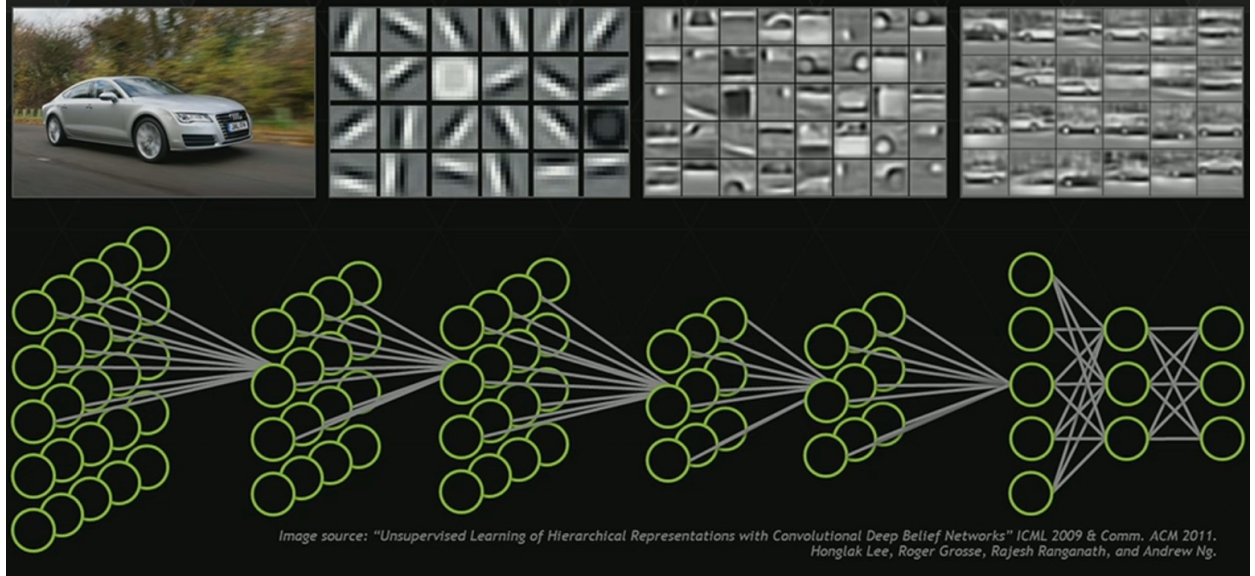 Image source: “Unsupervised Learning of Hierarchical Representations with Convolutional Deep Belief Networks” ICML 2009 & Comm. ACM 2011.
Honglak Lee, Roger Grosse, Rajesh Ranganath, and Andrew Ng.